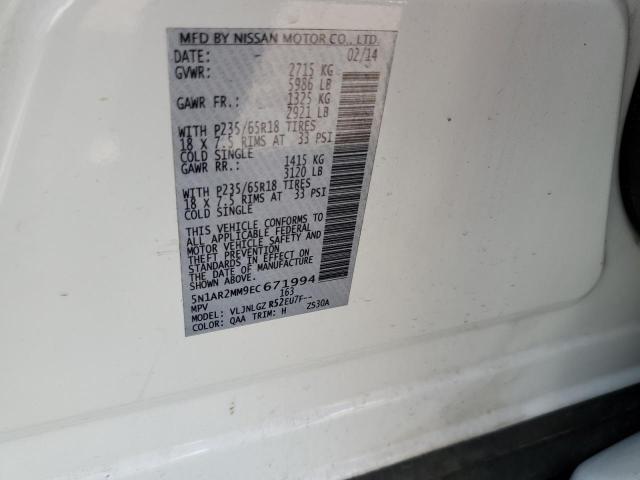 MFD BY NISSAN MOTOR CO., LTD.
DATE: 02/14
GVWR: 2715 KG
5986 LB
GAWR FR.: 1325 KG
2921 LB
WITH P235/65R18 TIRES
18 X 7.5 RIMS AT 33 PSI
COLD SINGLE
GAWR RR.: 1415 KG
3120 LB
WITH P235/65R18 TIRES
18 X 7.5 RIMS AT 33 PSI
COLD SINGLE
THIS VEHICLE CONFORMS TO
ALL APPLICABLE FEDERAL
MOTOR VEHICLE SAFETY AND
THEFT PREVENTION
STANDARDS IN EFFECT ON
THE DATE OF MANUFACTURE
SHOWN ABOVE.
5N1AR2MM9EC671994
MPV 163
MODEL: VLJNLGZ R52EU7F--
COLOR: QAA TRIM: H Z530A